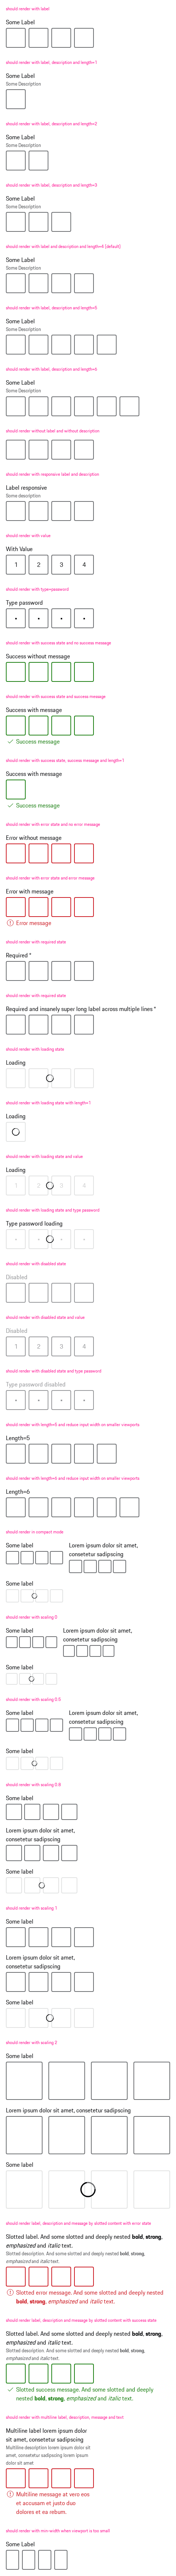 should render with label
Some Label
should render with label, description and length=1
Some Label
Some Description
should render with label, description and length=2
Some Label
Some Description
should render with label, description and length=3
Some Label
Some Description
should render with label and description and length=4 (default)
Some Label
Some Description
should render with label, description and length=5
Some Label
Some Description
should render with label, description and length=6
Some Label
Some Description
should render without label and without description
should render with responsive label and description
Label responsive
Some description
should render with value
With Value
1 2 3 4
should render with type=password
Type password
should render with success state and no success message
Success without message
should render with success state and success message
Success with message
Success message
should render with success state, success message and length=1
Success with message
Success message
should render with error state and no error message
Error without message
should render with error state and error message
Error with message
Error message
should render with required state
Required *
should render with required state
Required and insanely super long label across multiple lines *
should render with loading state
Loading
should render with loading state with length=1
Loading
should render with loading state and value
Loading
1 2 3 4
should render with loading state and type password
Type password loading
should render with disabled state
Disabled
should render with disabled state and value
Disabled
1 2 3 4
should render with disabled state and type password
Type password disabled
should render with length=5 and reduce input width on smaller viewports
Length=5
should render with length=6 and reduce input width on smaller viewports
Length=6
should render in compact mode
Some label
Lorem ipsum dolor sit amet,
consetetur sadipscing
Some label
should render with scaling 0
Some label
Lorem ipsum dolor sit amet,
consetetur sadipscing
Some label
should render with scaling 0.5
Some label
Lorem ipsum dolor sit amet,
consetetur sadipscing
Some label
should render with scaling 0.8
Some label
Lorem ipsum dolor sit amet,
consetetur sadipscing
Some label
should render with scaling 1
Some label
Lorem ipsum dolor sit amet,
consetetur sadipscing
Some label
should render with scaling 2
Some label
Lorem ipsum dolor sit amet, consetetur sadipscing
Some label
should render label, description and message by slotted content with error state
Slotted label. And some slotted and deeply nested bold, strong,
emphasized and italic text.
Slotted description. And some slotted and deeply nested bold, strong,
emphasized and italic text.
Slotted error message. And some slotted and deeply nested
bold, strong, emphasized and italic text.
should render label, description and message by slotted content with success state
Slotted label. And some slotted and deeply nested bold, strong,
emphasized and italic text.
Slotted description. And some slotted and deeply nested bold, strong,
emphasized and italic text.
Slotted success message. And some slotted and deeply
nested bold, strong, emphasized and italic text.
should render with multiline label, description, message and text
Multiline label lorem ipsum dolor
sit amet, consetetur sadipscing
Multiline description lorem ipsum dolor sit
amet, consetetur sadipscing lorem ipsum
dolor sit amet
Multiline message at vero eos
et accusam et justo duo
dolores et ea rebum.
should render with min-width when viewport is too small
Some Label